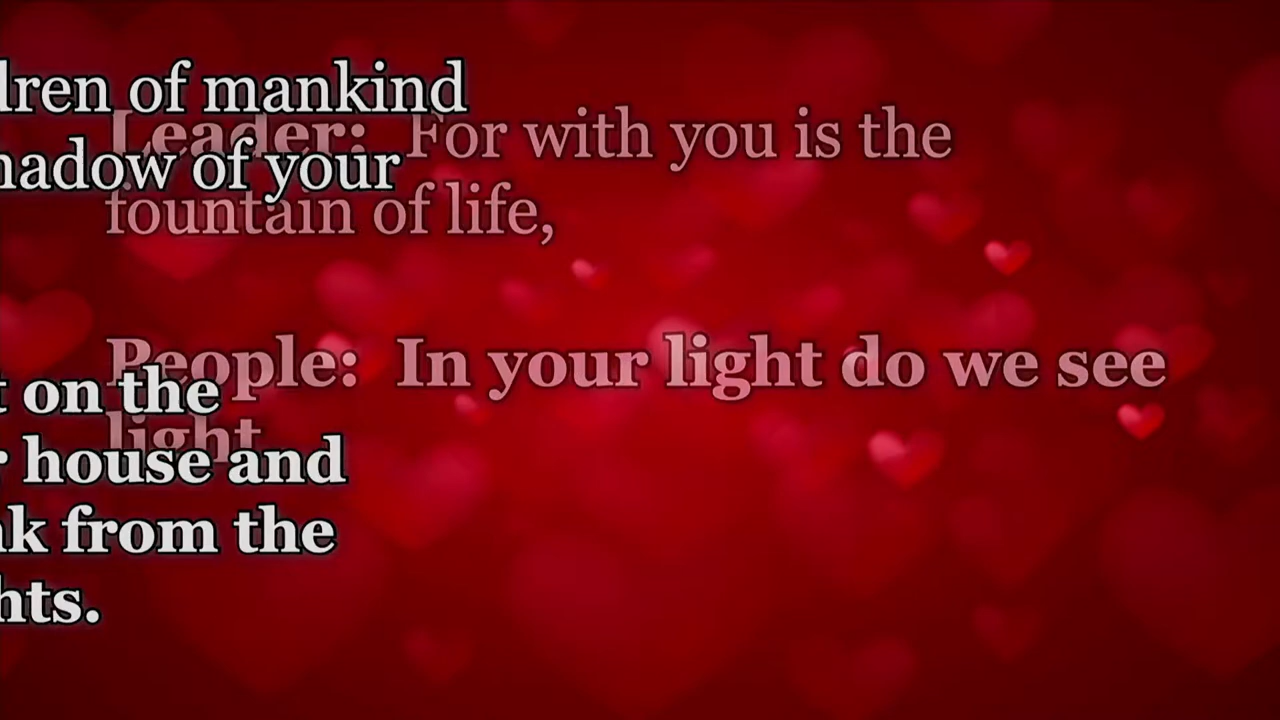 dren of mankind
hadow of your
t on the
r house and
nk from the
hts.
Leader: For with you is the
fountain of life,
People: In your light do we see
light